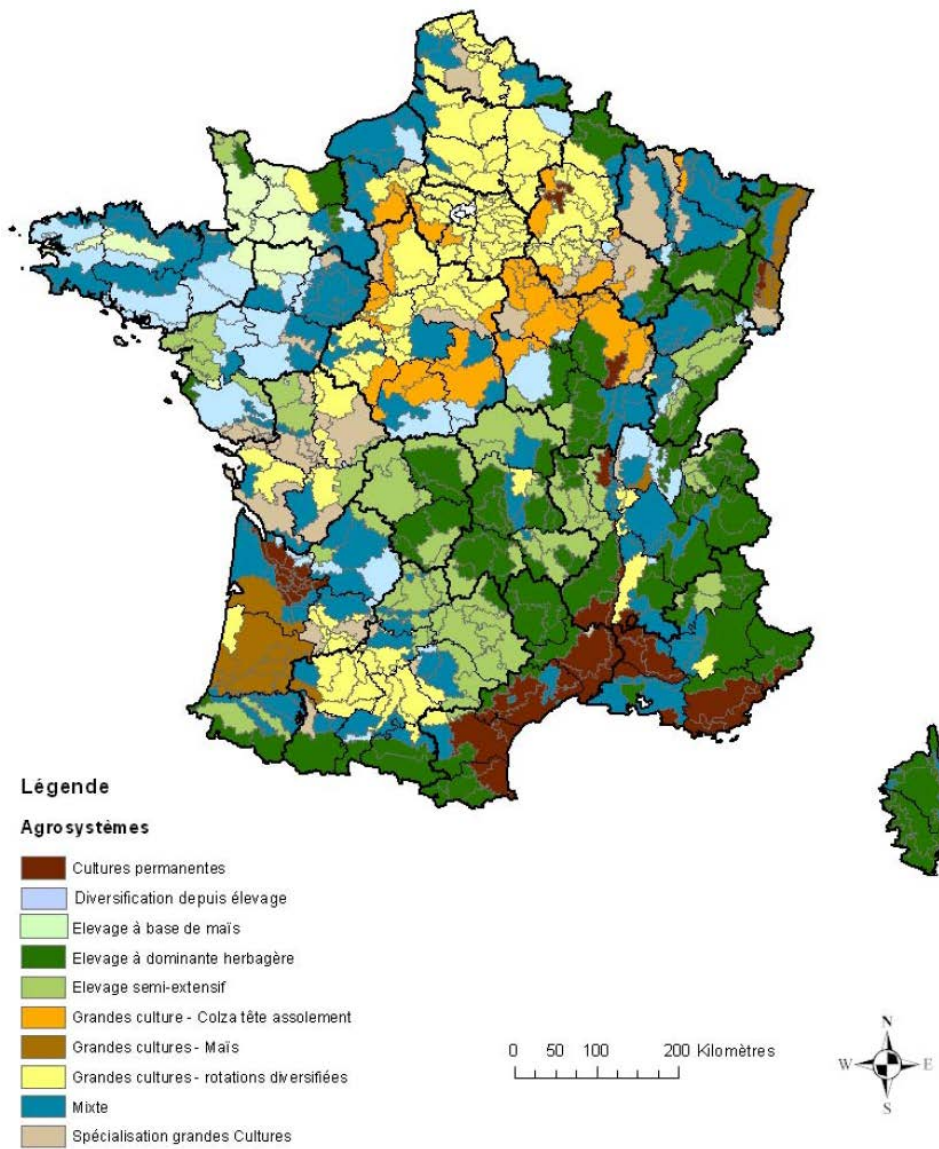 Légende
Agrosystèmes
Cultures permanentes
Diversification depuis élevage
Elevage à base de maïs
Elevage à dominante herbagère
Elevage semi-extensif
Grandes culture - Colza tête assolement
Grandes cultures - Maïs
Grandes cultures - rotations diversifiées
Mixte
Spécialisation grandes Cultures
0 50 100 200 Kilomètres
N
W E
S